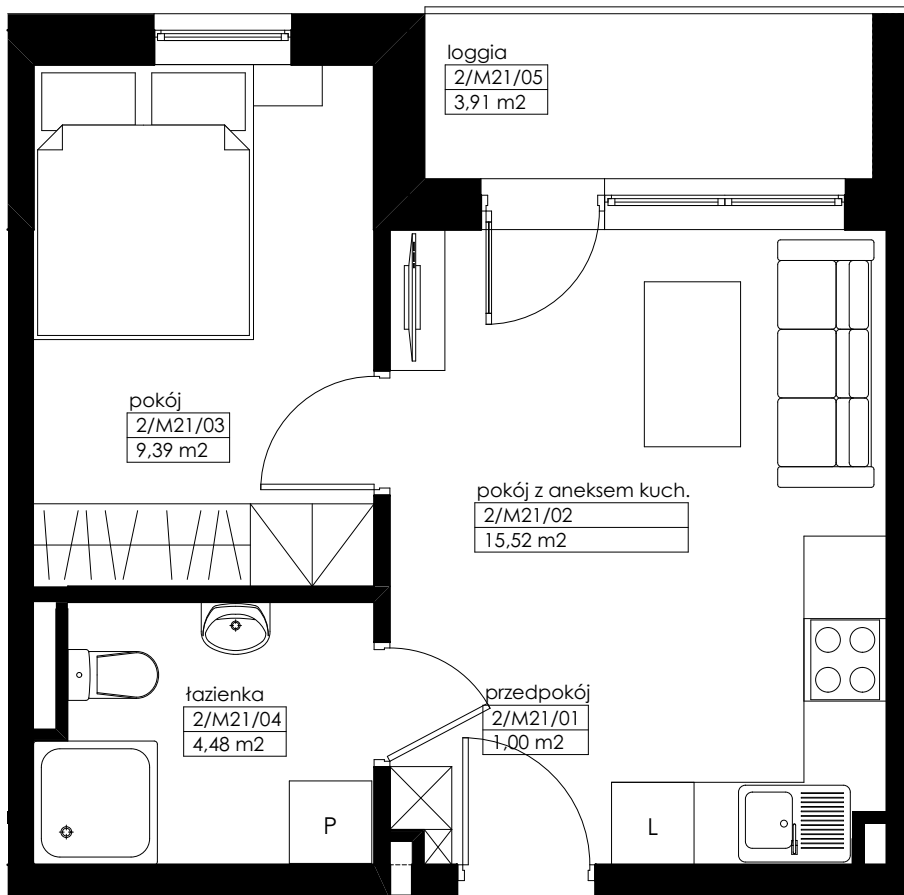 loggia
2/M21/05
3,91 m2
pokój
2/M21/03
9,39 m2
pokój z aneksem kuch.
2/M21/02
15,52 m2
łazienka
2/M21/04
4,48 m2
przedpokój
2/M21/01
1,00 m2
P
L